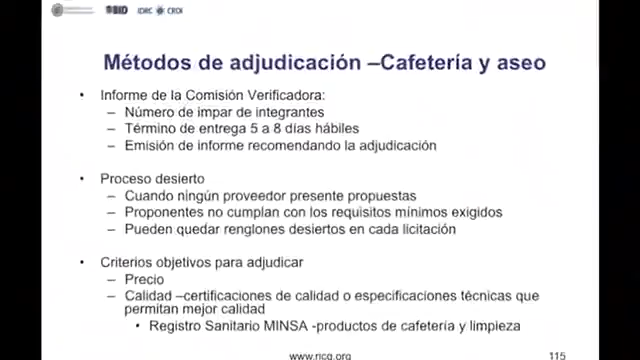 BID IDRC CRDI
Métodos de adjudicación –Cafetería y aseo
• Informe de la Comisión Verificadora:
– Número de impar de integrantes
– Término de entrega 5 a 8 días hábiles
– Emisión de informe recomendando la adjudicación
• Proceso desierto
– Cuando ningún proveedor presente propuestas
– Proponentes no cumplan con los requisitos mínimos exigidos
– Pueden quedar renglones desiertos en cada licitación
• Criterios objetivos para adjudicar
– Precio
– Calidad –certificaciones de calidad o especificaciones técnicas que
permitan mejor calidad
• Registro Sanitario MINSA -productos de cafetería y limpieza
www.ricg.org 115